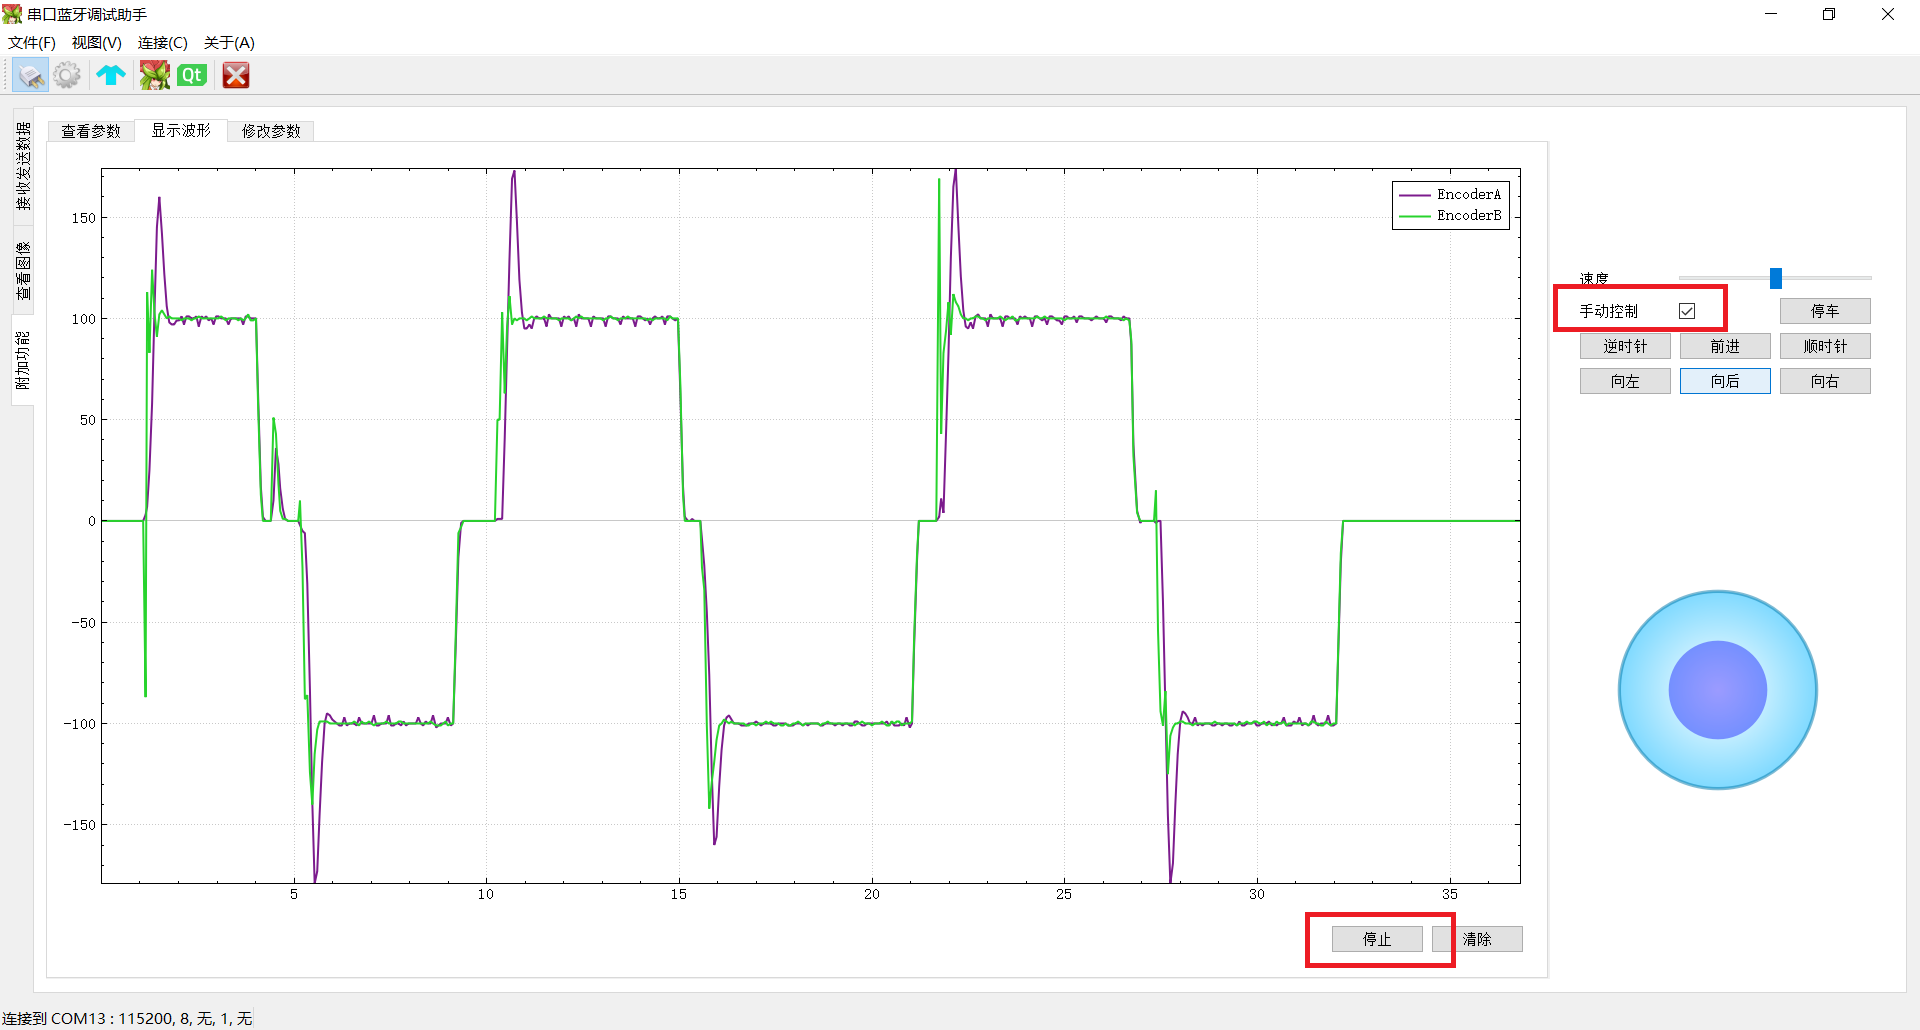 串口蓝牙调试助手
文件(F) 视图(V) 连接(C) 关于(A)
Qt
接收发送数据
查看图像
附加功能
查看参数 显示波形 修改参数
EncoderA
EncoderB
150
100
50
0
-50
-100
-150
5 10 15 20 25 30 35
停止 清除
速度
手动控制 停车
逆时针 前进 顺时针
向左 向后 向右
连接到 COM13 : 115200, 8, 无, 1, 无